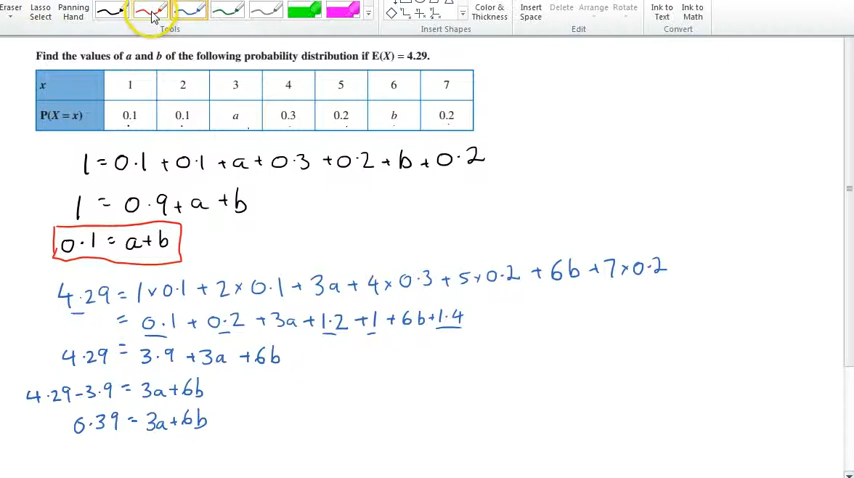 Eraser Lasso Select Panning Hand Color & Thickness Insert Space Delete Arrange Rotate Ink to Text Ink to Math
Tools Insert Shapes Convert
Find the values of a and b of the following probability distribution if E(X) = 4.29.
x 1 2 3 4 5 6 7
P(X = x) 0.1 0.1 a 0.3 0.2 b 0.2
1 = 0.1 + 0.1 + a + 0.3 + 0.2 + b + 0.2
1 = 0.9 + a + b
0.1 = a + b
4.29 = 1 × 0.1 + 2 × 0.1 + 3a + 4 × 0.3 + 5 × 0.2 + 6b + 7 × 0.2
= 0.1 + 0.2 + 3a + 1.2 + 1 + 6b + 1.4
4.29 = 3.9 + 3a + 6b
4.29 - 3.9 = 3a + 6b
0.39 = 3a + 6b